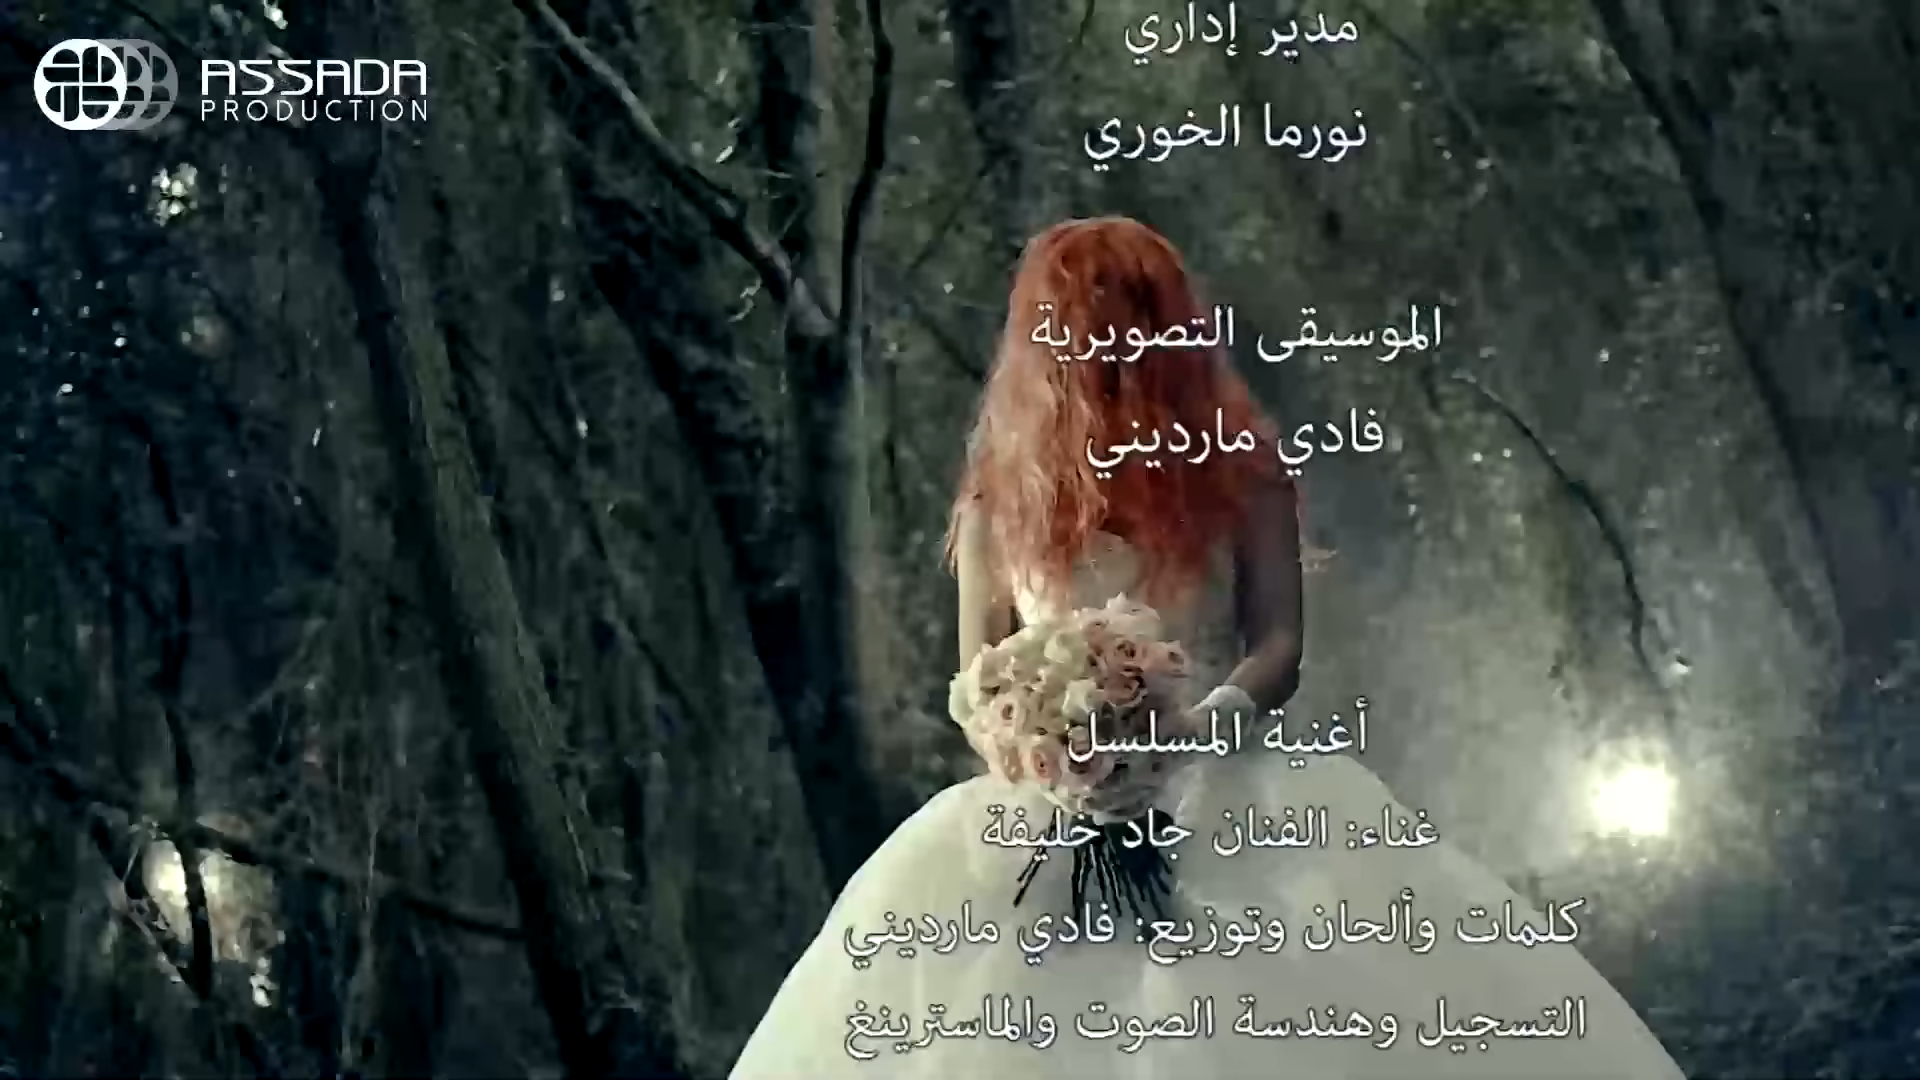 ASSADA
PRODUCTION
مدير إداري
نورما الخوري
الموسيقى التصويرية
فادي مارديني
أغنية المسلسل
غناء: الفنان جاد خليفة
كلمات وألحان وتوزيع: فادي مارديني
التسجيل وهندسة الصوت والماسترينغ